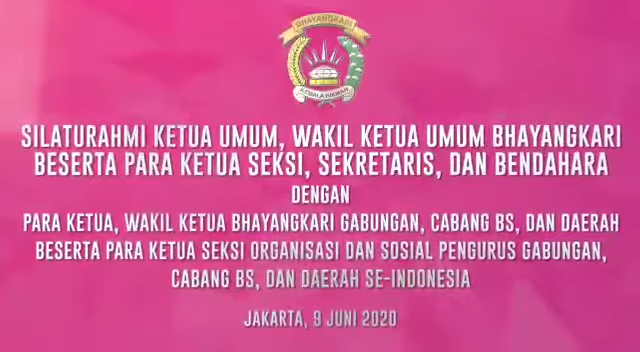 BHAYANGKARI
SILATURAHMI KETUA UMUM, WAKIL KETUA UMUM BHAYANGKARI
BESERTA PARA KETUA SEKSI, SEKRETARIS, DAN BENDAHARA
DENGAN
PARA KETUA, WAKIL KETUA BHAYANGKARI GABUNGAN, CABANG BS, DAN DAERAH
BESERTA PARA KETUA SEKSI ORGANISASI DAN SOSIAL PENGURUS GABUNGAN,
CABANG BS, DAN DAERAH SE-INDONESIA
JAKARTA, 9 JUNI 2020